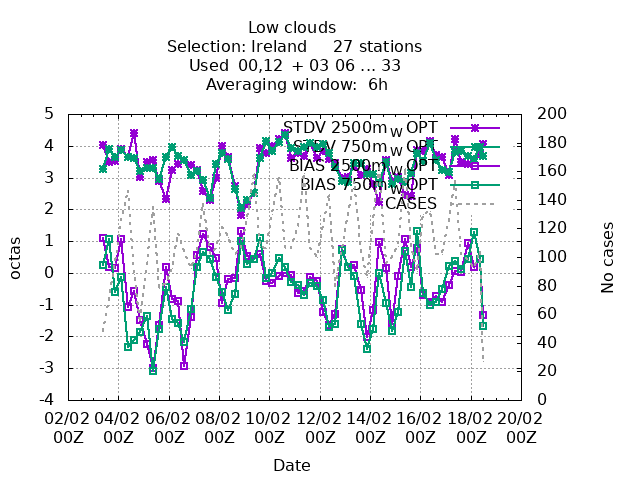 Low clouds
Selection: Ireland 27 stations
Used 00,12 + 03 06 ... 33
Averaging window: 6h
5 200
4 180
3 160
2 140
1 120
0 100
-1 80
-2 60
-3 40
-4 20
0
octas
No cases
STDV 2500m w OPT
STDV 750m w OPT
BIAS 2500m w OPT
BIAS 750m w OPT
CASES
02/02 04/02 06/02 08/02 10/02 12/02 14/02 16/02 18/02 20/02
00Z 00Z 00Z 00Z 00Z 00Z 00Z 00Z 00Z 00Z
Date